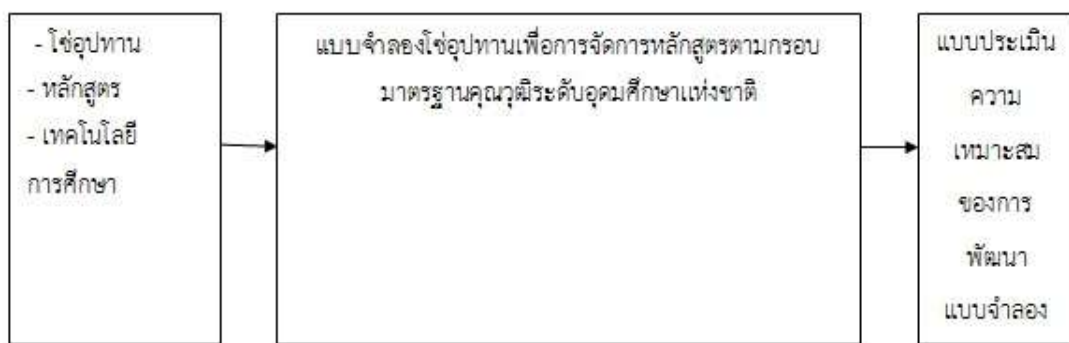 - โซ่อุปทาน
- หลักสูตร
- เทคโนโลยี
การศึกษา
แบบจำลองโซ่อุปทานเพื่อการจัดการหลักสูตรตามกรอบ
มาตรฐานคุณวุฒิระดับอุดมศึกษาแห่งชาติ
แบบประเมิน
ความ
เหมาะสม
ของการ
พัฒนา
แบบจำลอง